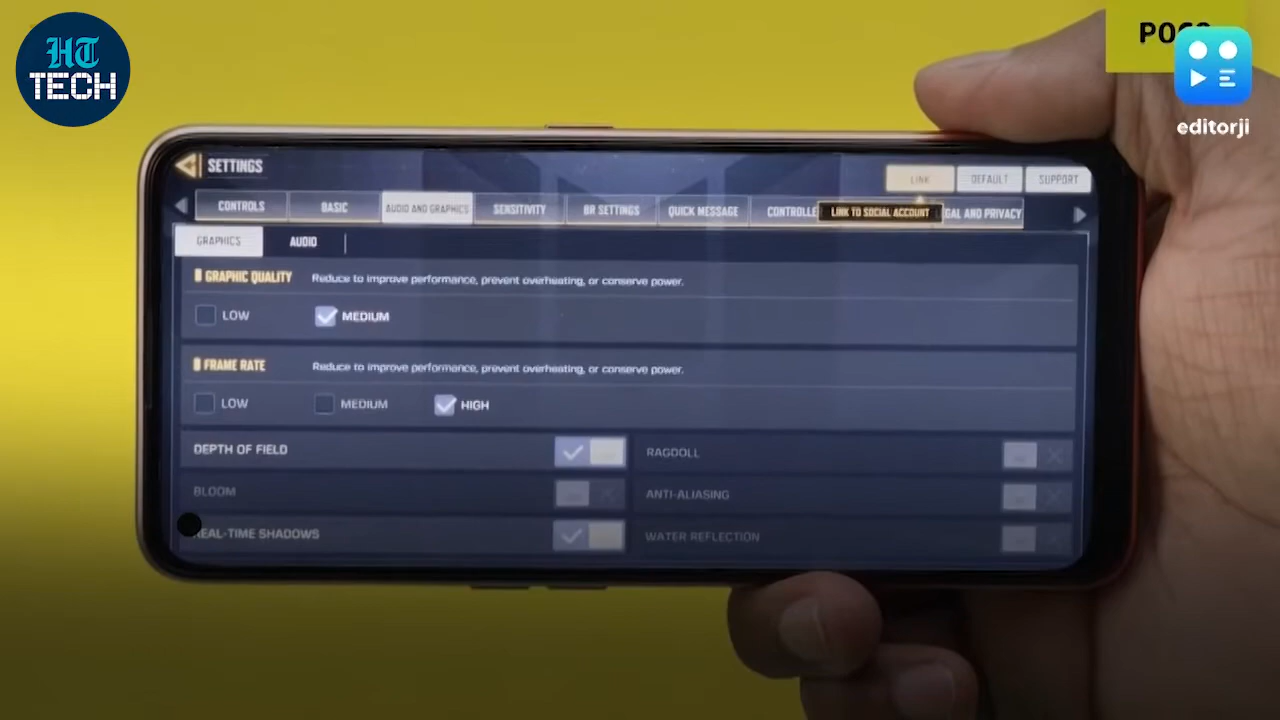 HT
TECH
POCO
editorji
SETTINGS
LINK
DEFAULT
SUPPORT
CONTROLS
BASIC
AUDIO AND GRAPHICS
SENSITIVITY
BR SETTINGS
QUICK MESSAGE
CONTROLLE
LINK TO SOCIAL ACCOUNT
GAL AND PRIVACY
GRAPHICS
AUDIO
GRAPHIC QUALITY
Reduce to improve performance, prevent overheating, or conserve power.
LOW
MEDIUM
FRAME RATE
Reduce to improve performance, prevent overheating, or conserve power.
LOW
MEDIUM
HIGH
DEPTH OF FIELD
RAGDOLL
BLOOM
ANTI-ALIASING
REAL-TIME SHADOWS
WATER REFLECTION